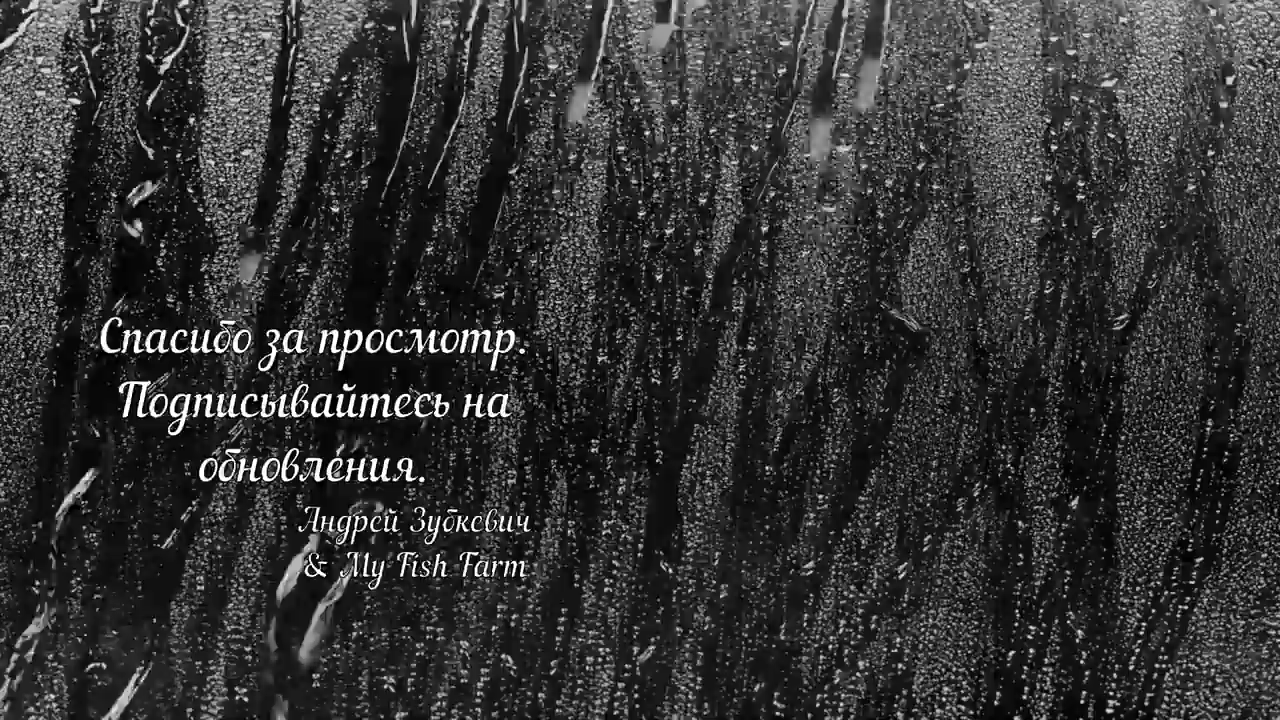 Спасибо за просмотр.
Подписывайтесь на
обновления.
Андрей Зубкевич
& My Fish Farm